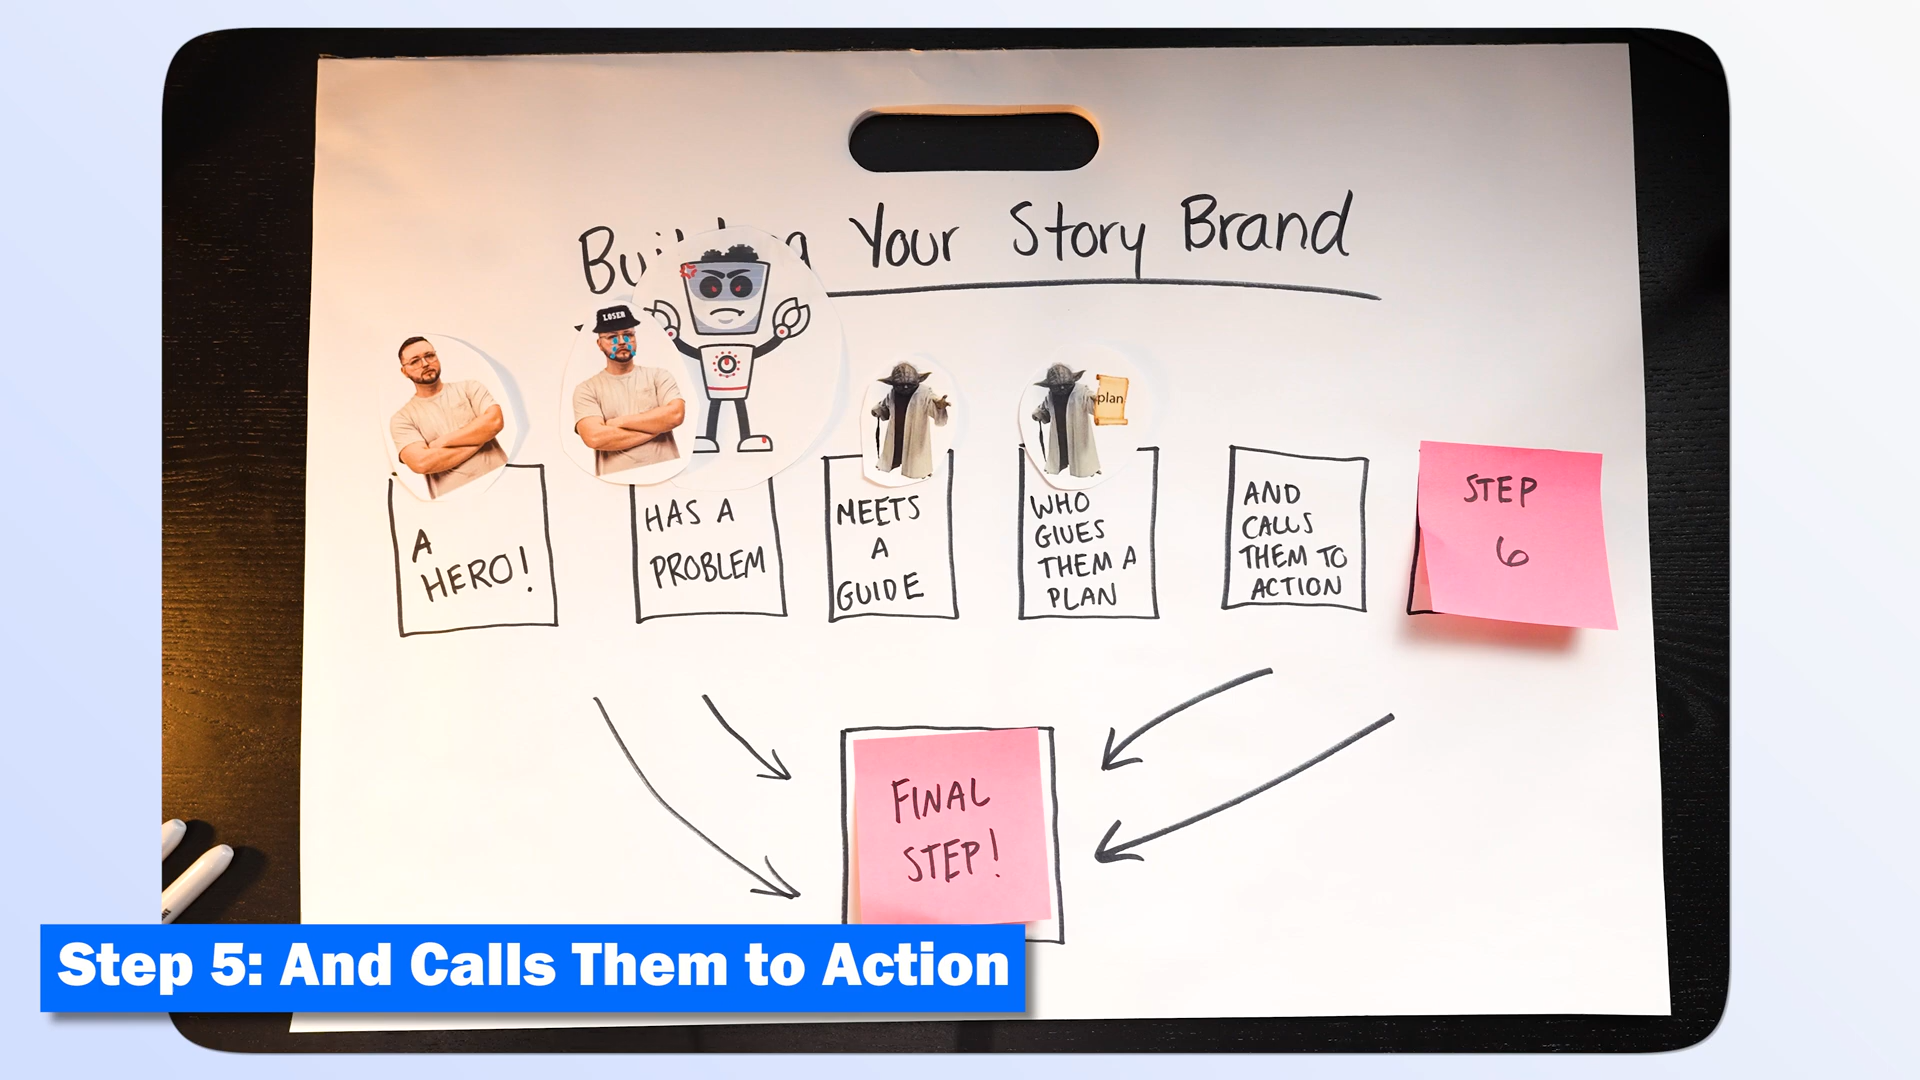 Building Your Story Brand
LOSER
plan
A
HERO!
HAS A
PROBLEM
MEETS
A
GUIDE
WHO
GIVES
THEM A
PLAN
AND
CALLS
THEM TO
ACTION
STEP
6
FINAL
STEP!
Step 5: And Calls Them to Action